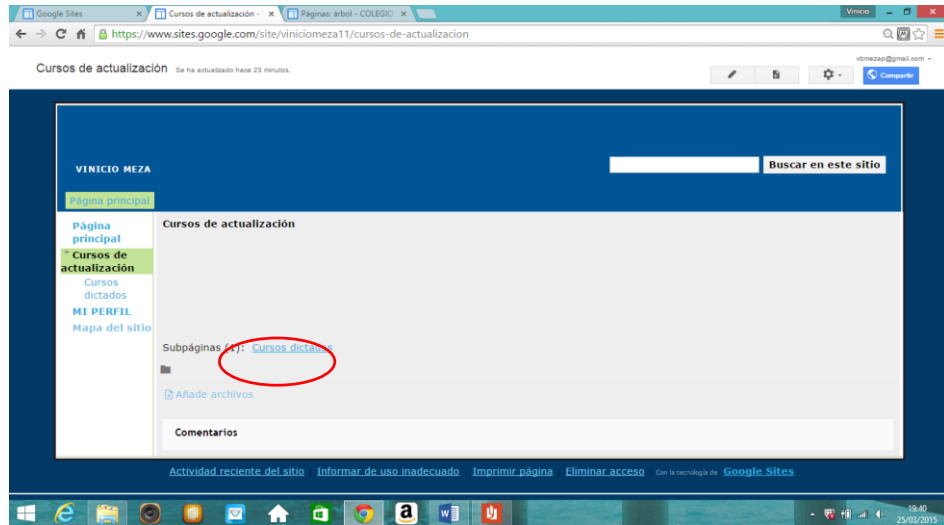 Google Sites
Cursos de actualización -
Páginas: árbol - COLEGIO
Vinicio
https://www.sites.google.com/site/viniciomeza11/cursos-de-actualizacion
vbmezap@gmail.com
Cursos de actualización Se ha actualizado hace 23 minutos.
Compartir
VINICIO MEZA
Buscar en este sitio
Página principal
Página
principal
Cursos de actualización
Cursos de
actualización
Cursos
dictados
MI PERFIL
Mapa del sitio
Subpáginas (1): Cursos dictados
Añade archivos
Comentarios
Actividad reciente del sitio Informar de uso inadecuado Imprimir página Eliminar acceso Con la tecnología de Google Sites
19:40
25/03/2015